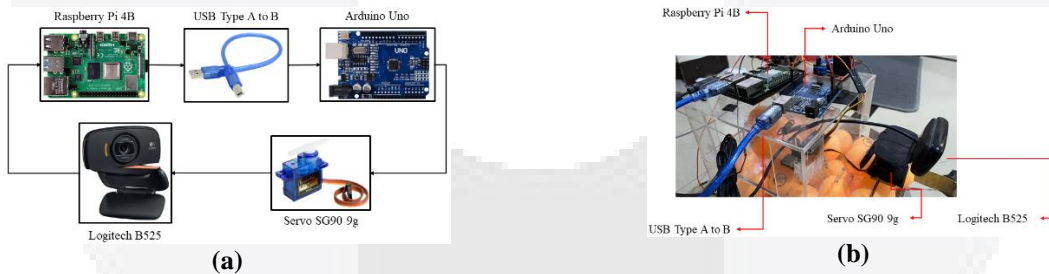 Raspberry Pi 4B
USB Type A to B
Arduino Uno
UNO
Logitech B525
Servo SG90 9g
(a)
Raspberry Pi 4B
Arduino Uno
USB Type A to B
Servo SG90 9g
Logitech B525
(b)